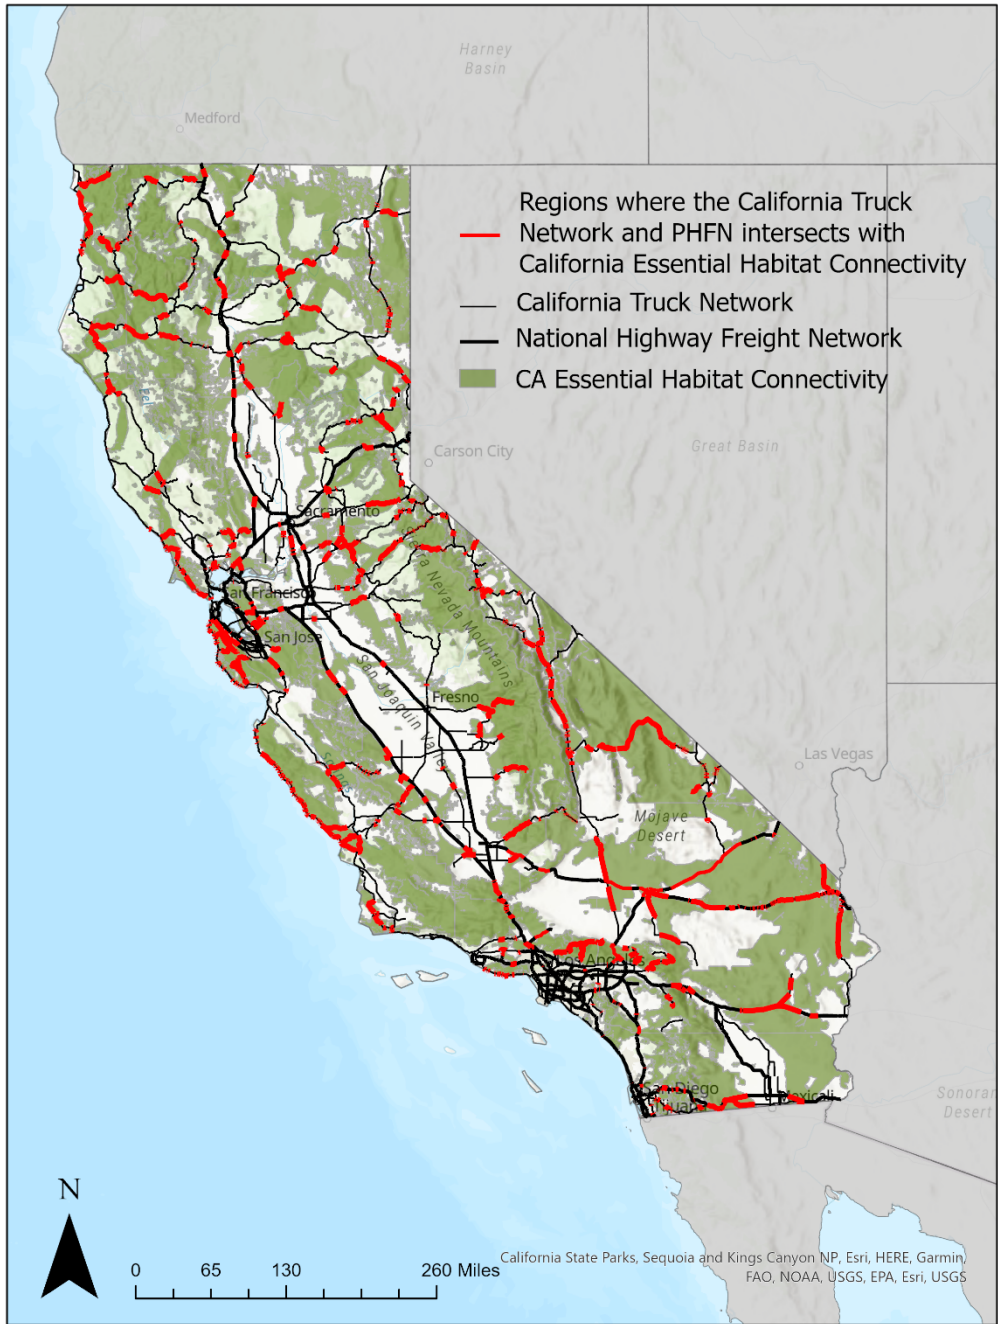 Harney
Basin
Medford
Regions where the California Truck
Network and PHFN intersects with
California Essential Habitat Connectivity
California Truck Network
National Highway Freight Network
CA Essential Habitat Connectivity
Eel
Great Basin
Carson City
Sacramento
Sierra Nevada Mountains
San Francisco
San Jose
San Joaquin Valley
Fresno
Las Vegas
Mojave
Desert
Los Angeles
San Diego
Tijuana
Mexicali
Sonoran
Desert
N
0 65 130 260 Miles
California State Parks, Sequoia and Kings Canyon NP, Esri, HERE, Garmin,
FAO, NOAA, USGS, EPA, Esri, USGS